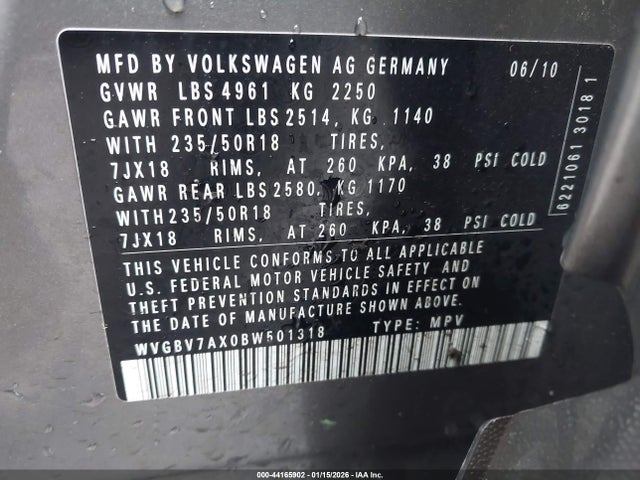 MFD BY VOLKSWAGEN AG GERMANY 06/10
GVWR LBS 4961 KG 2250
GAWR FRONT LBS 2514, KG 1140
WITH 235/50R18 TIRES,
7JX18 RIMS, AT 260 KPA, 38 PSI COLD
GAWR REAR LBS 2580, KG 1170
WITH 235/50R18 TIRES,
7JX18 RIMS, AT 260 KPA, 38 PSI COLD
THIS VEHICLE CONFORMS TO ALL APPLICABLE
U.S. FEDERAL MOTOR VEHICLE SAFETY AND
THEFT PREVENTION STANDARDS IN EFFECT ON
THE DATE OF MANUFACTURE SHOWN ABOVE.
WVGBV7AX0BW501318 TYPE: MPV
6221061 3018 1
000-44165902 - 01/15/2026 - IAA Holdings, LLC.